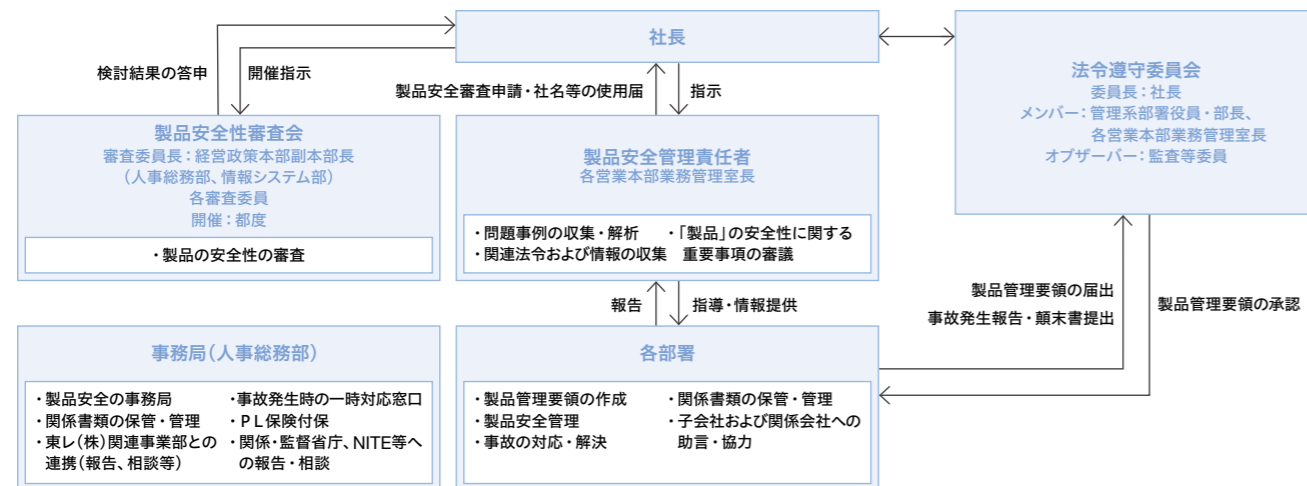 社長
検討結果の答申
開催指示
製品安全審査申請・社名等の使用届
指示
法令遵守委員会
委員長：社長
メンバー：管理系部署役員・部長、
各営業本部業務管理室長
オブザーバー：監査等委員
製品安全性審査会
審査委員長：経営政策本部副本部長
（人事総務部、情報システム部）
各審査委員
開催：都度
・製品の安全性の審査
製品安全管理責任者
各営業本部業務管理室長
・問題事例の収集・解析
・関連法令および情報の収集
・「製品」の安全性に関する
重要事項の審議
報告
指導・情報提供
製品管理要領の届出
事故発生報告・顛末書提出
製品管理要領の承認
事務局（人事総務部）
・製品安全の事務局
・関係書類の保管・管理
・東レ（株）関連事業部との
連携（報告、相談等）
・事故発生時の一時対応窓口
・ＰＬ保険付保
・関係・監督省庁、NITE等へ
の報告・相談
各部署
・製品管理要領の作成
・製品安全管理
・事故の対応・解決
・関係書類の保管・管理
・子会社および関係会社への
助言・協力